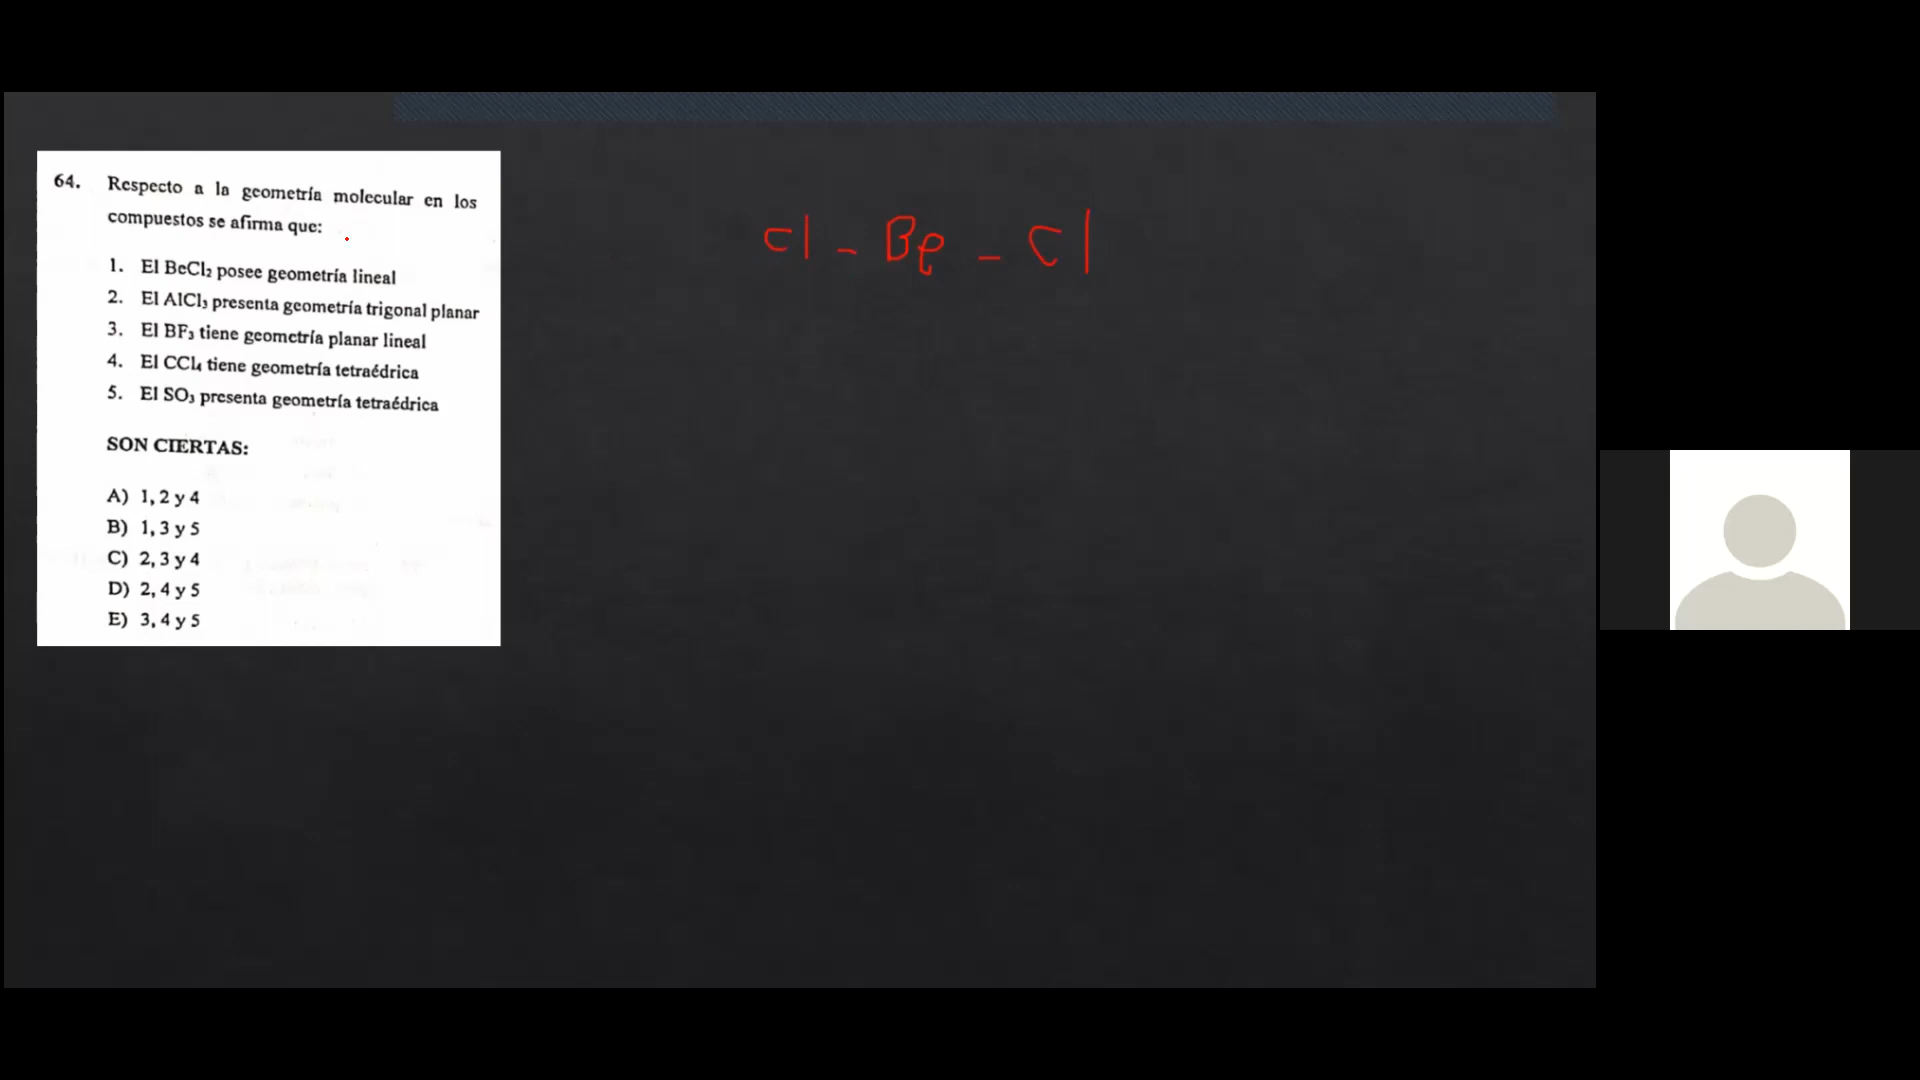 64. Respecto a la geometría molecular en los
compuestos se afirma que:
1. El BeCl₂ posee geometría lineal
2. El AlCl₃ presenta geometría trigonal planar
3. El BF₃ tiene geometría planar lineal
4. El CCl₄ tiene geometría tetraédrica
5. El SO₃ presenta geometría tetraédrica
SON CIERTAS:
A) 1, 2 y 4
B) 1, 3 y 5
C) 2, 3 y 4
D) 2, 4 y 5
E) 3, 4 y 5
Cl - Be - Cl